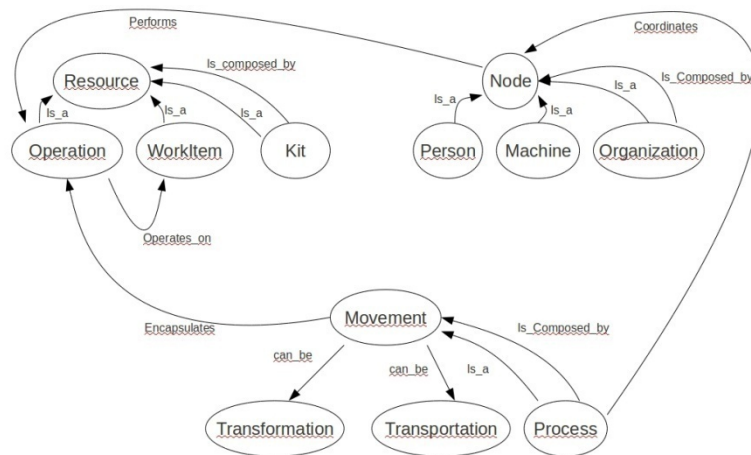 Performs
Coordinates
Is_composed_by
Resource
Node
Is_Composed_by
Is_a
Is_a
Is_a
Is_a
Is_a
Is_a
Operation
WorkItem
Kit
Person
Machine
Organization
Operates_on
Movement
Encapsulates
Is_Composed_by
can_be
can_be
Is_a
Transformation
Transportation
Process